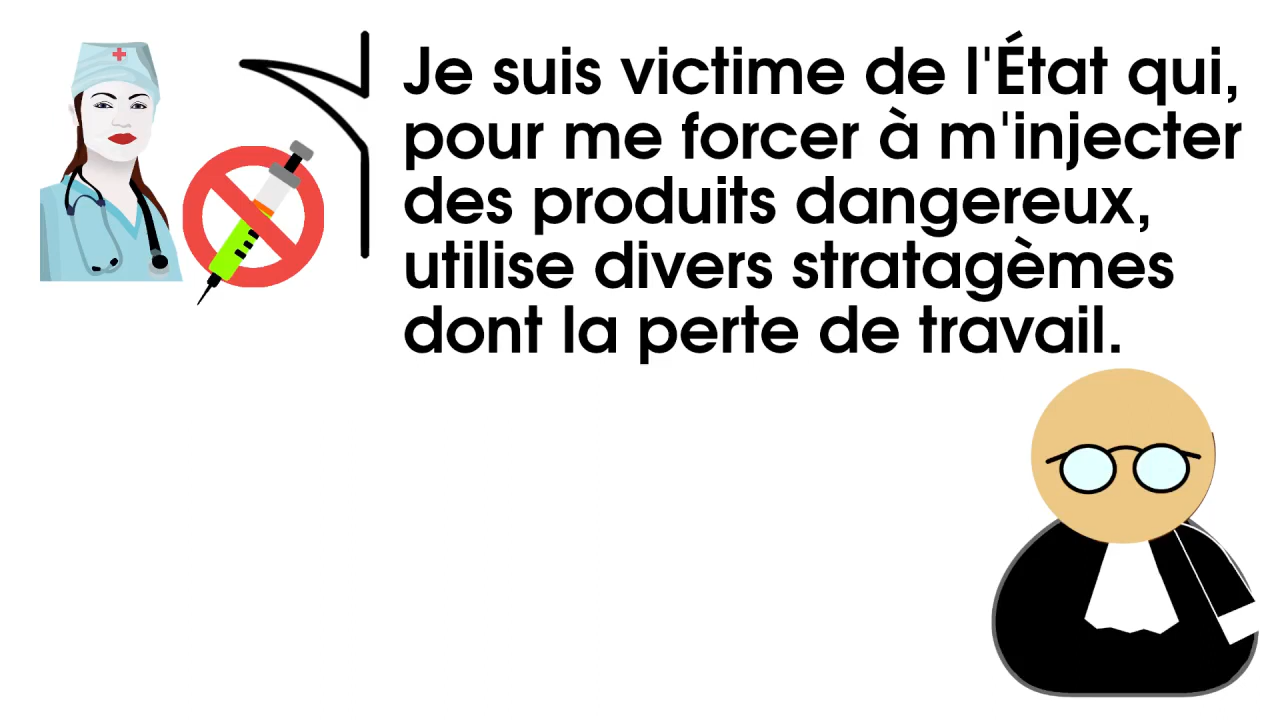 Je suis victime de l'État qui,
pour me forcer à m'injecter
des produits dangereux,
utilise divers stratagèmes
dont la perte de travail.